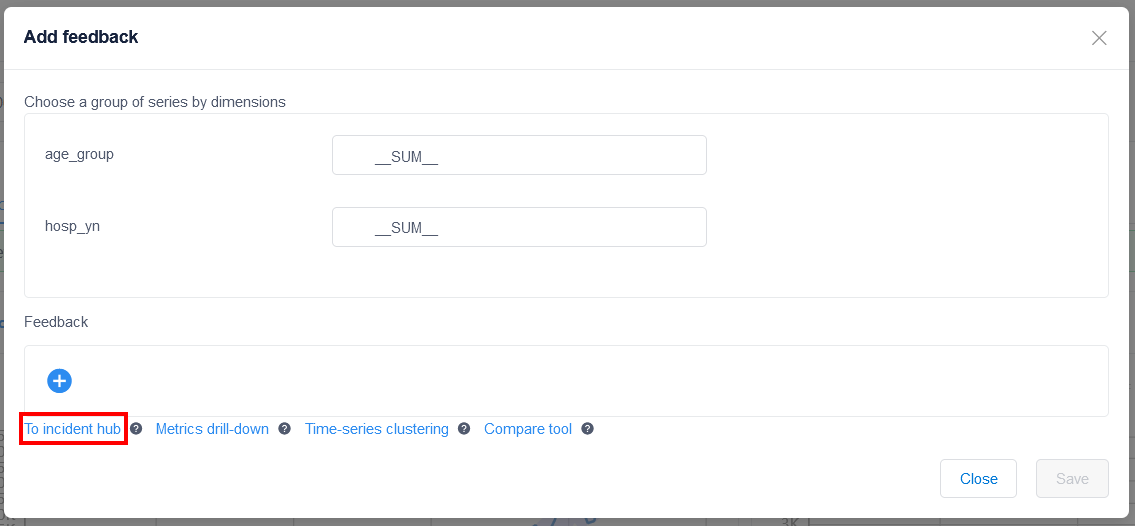 Add feedback
Choose a group of series by dimensions
age_group
__SUM__
hosp_yn
__SUM__
Feedback
To incident hub ? Metrics drill-down ? Time-series clustering ? Compare tool ?
Close Save
3K